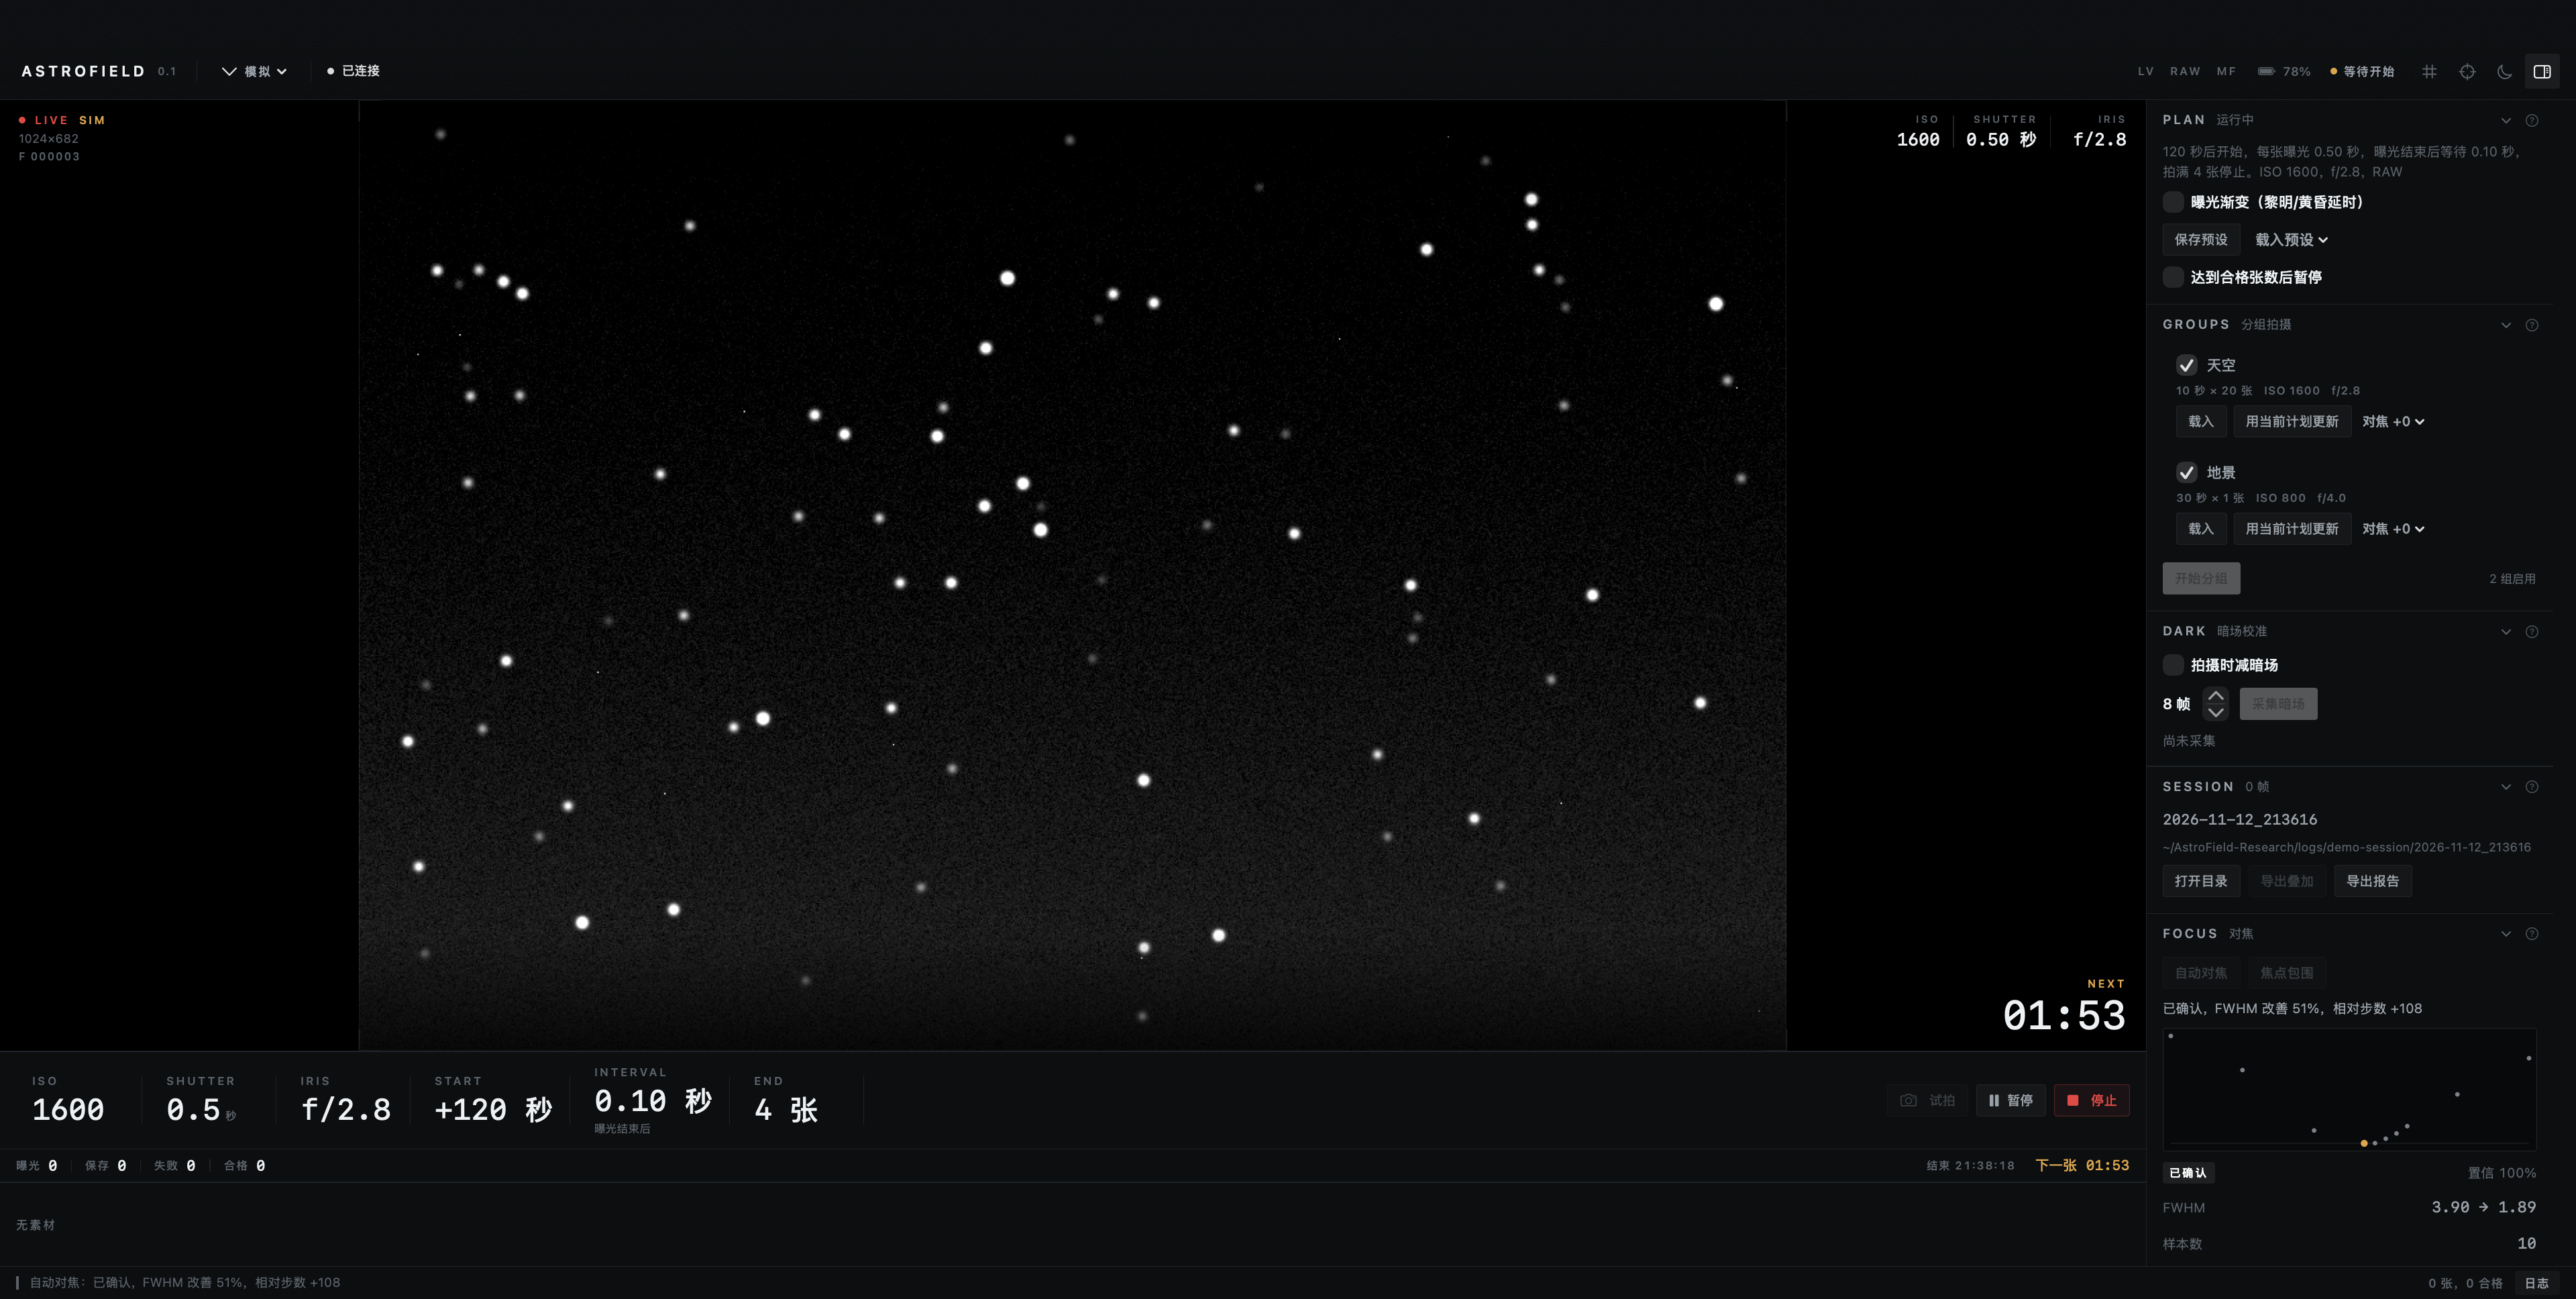 ASTROFIELD 0.1 模拟 已连接 LV RAW MF 78% 等待开始
LIVE SIM
1024×682
F 000003
ISO SHUTTER IRIS
1600 0.50 秒 f/2.8
NEXT
01:53
ISO SHUTTER IRIS START INTERVAL END
1600 0.5 秒 f/2.8 +120 秒 0.10 秒 4 张
曝光结束后
试拍 暂停 停止
曝光 0 保存 0 失败 0 合格 0 结束 21:38:18 下一张 01:53
无素材
PLAN 运行中
120 秒后开始，每张曝光 0.50 秒，曝光结束后等待 0.10 秒，
拍满 4 张停止。ISO 1600，f/2.8，RAW
曝光渐变（黎明/黄昏延时）
保存预设 载入预设
达到合格张数后暂停
GROUPS 分组拍摄
天空
10 秒 × 20 张 ISO 1600 f/2.8
载入 用当前计划更新 对焦 +0
地景
30 秒 × 1 张 ISO 800 f/4.0
载入 用当前计划更新 对焦 +0
开始分组 2 组启用
DARK 暗场校准
拍摄时减暗场
8 帧 采集暗场
尚未采集
SESSION 0 帧
2026-11-12_213616
~/AstroField-Research/logs/demo-session/2026-11-12_213616
打开目录 导出叠加 导出报告
FOCUS 对焦
自动对焦 焦点包围
已确认，FWHM 改善 51%，相对步数 +108
已确认 置信 100%
FWHM 3.90 → 1.89
样本数 10
自动对焦：已确认，FWHM 改善 51%，相对步数 +108 0 张，0 合格 日志